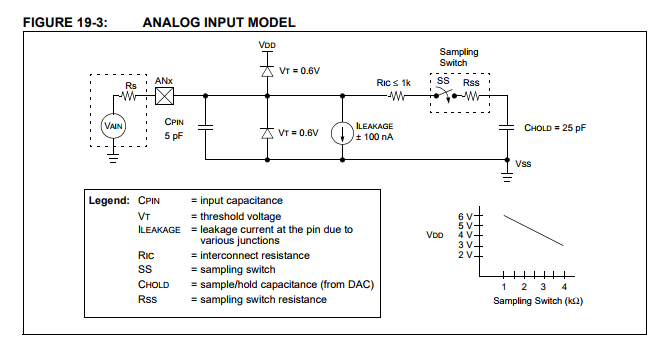 FIGURE 19-3: ANALOG INPUT MODEL
VDD
Sampling
Switch
VT = 0.6V
RS
ANx
RIC ≤ 1k
SS RSS
VAIN
CPIN
5 pF
VT = 0.6V
ILEAKAGE
± 100 nA
CHOLD = 25 pF
VSS
Legend: CPIN = input capacitance
VT = threshold voltage
ILEAKAGE = leakage current at the pin due to
various junctions
RIC = interconnect resistance
SS = sampling switch
CHOLD = sample/hold capacitance (from DAC)
RSS = sampling switch resistance
VDD
6 V
5 V
4 V
3 V
2 V
1 2 3 4
Sampling Switch (kΩ)